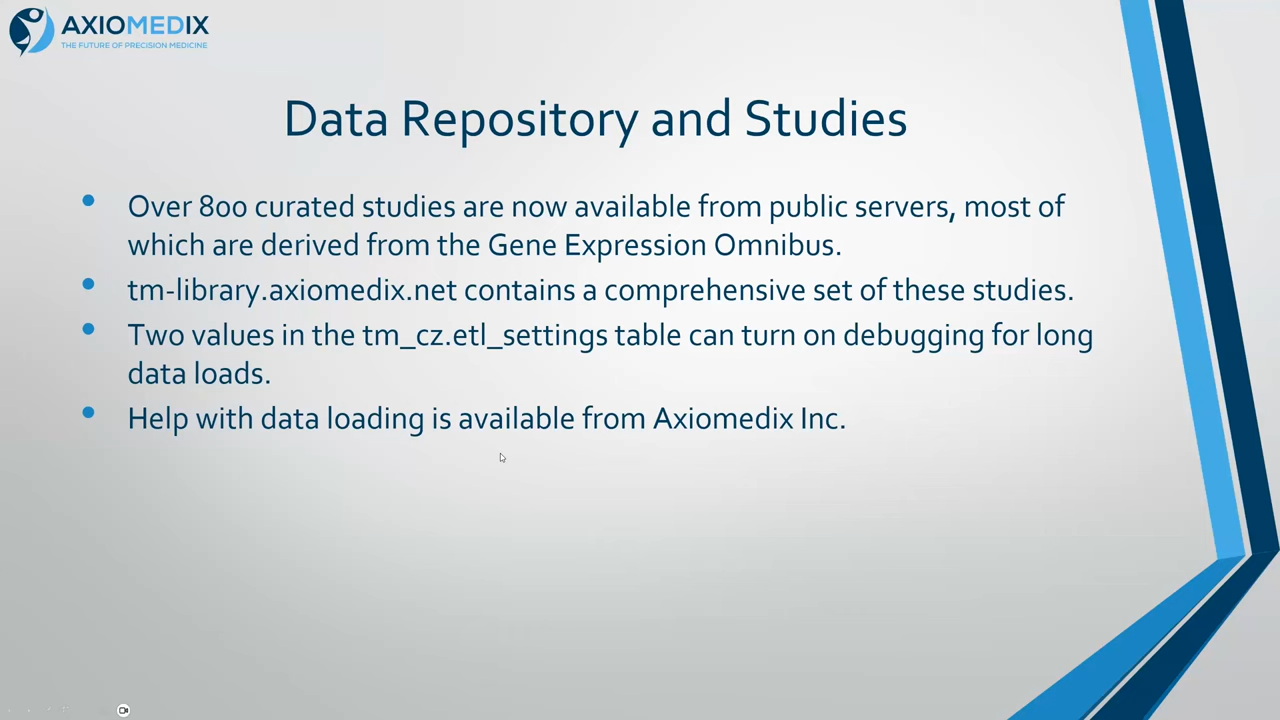 AXIOMEDIX
THE FUTURE OF PRECISION MEDICINE
Data Repository and Studies
• Over 800 curated studies are now available from public servers, most of
which are derived from the Gene Expression Omnibus.
• tm-library.axiomedix.net contains a comprehensive set of these studies.
• Two values in the tm_cz.etl_settings table can turn on debugging for long
data loads.
• Help with data loading is available from Axiomedix Inc.